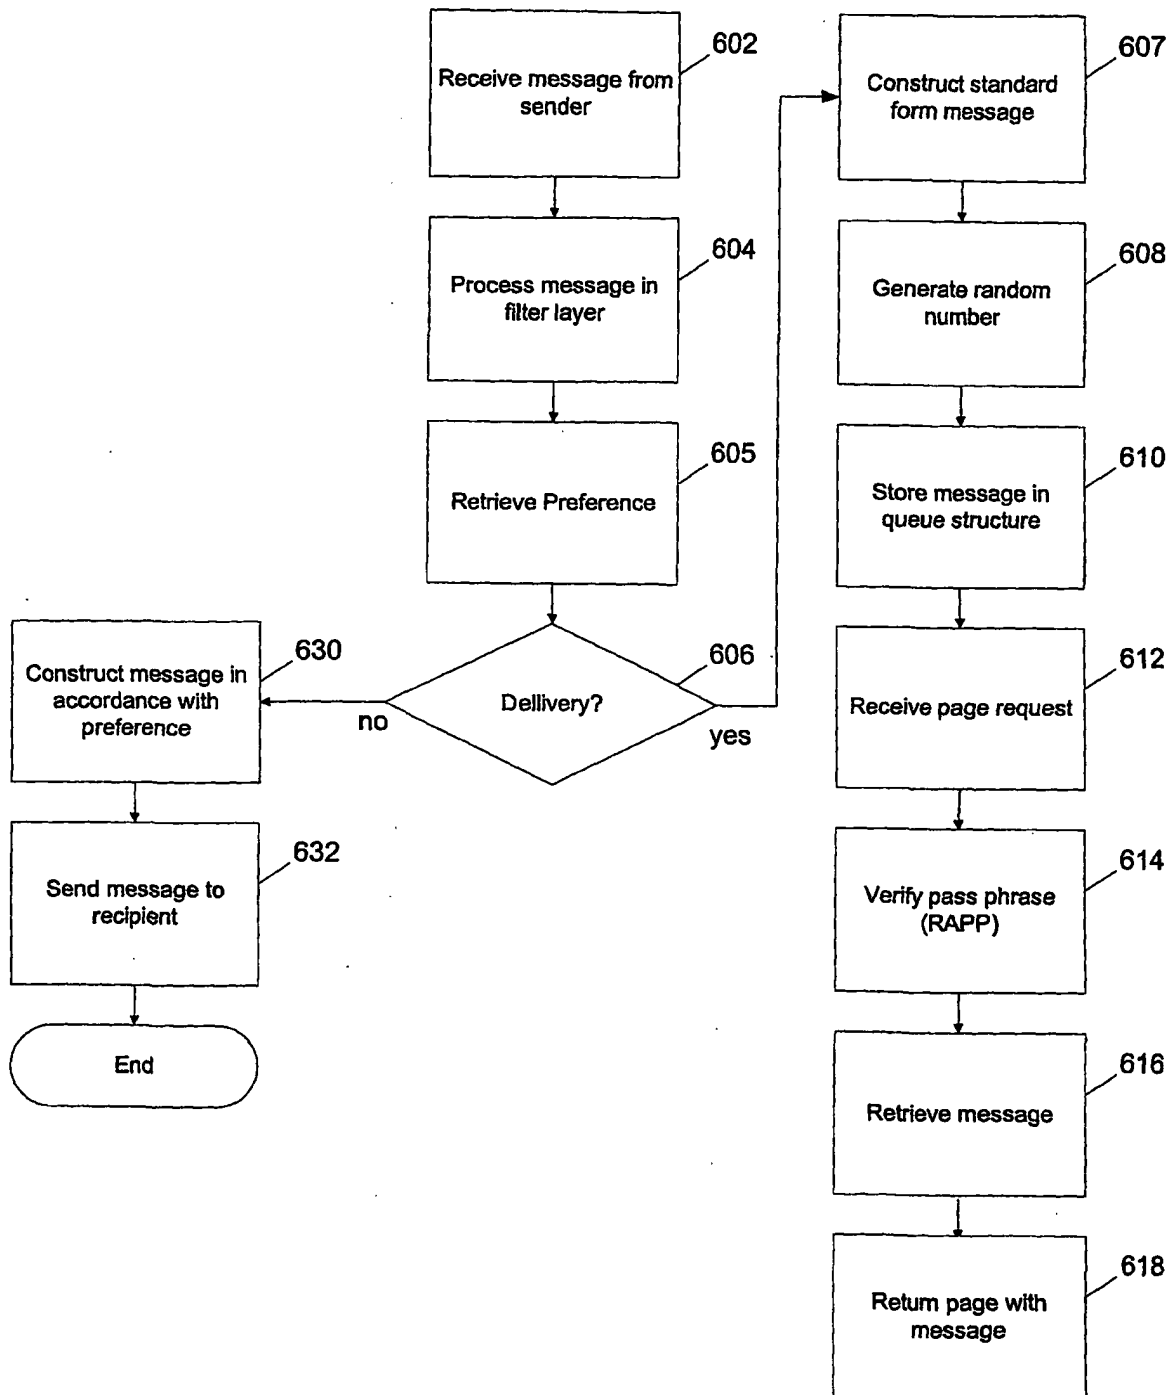 602
Receive message from
sender
604
Process message in
filter layer
605
Retrieve Preference
606
Dellivery?
no
yes
630
Construct message in
accordance with
preference
632
Send message to
recipient
End
607
Construct standard
form message
608
Generate random
number
610
Store message in
queue structure
612
Receive page request
614
Verify pass phrase
(RAPP)
616
Retrieve message
618
Return page with
message